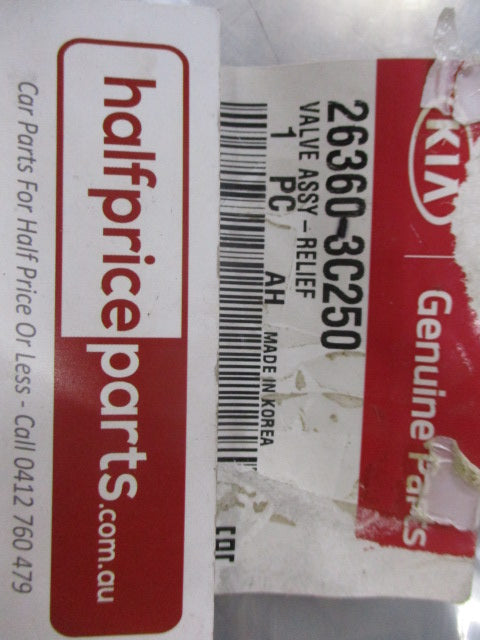 KIA Genuine Parts
26360-3C250
VALVE ASSY-RELIEF
1 PC AH MADE IN KOREA
halfpriceparts.com.au
Car Parts For Half Price Or Less - Call 0412 760 479